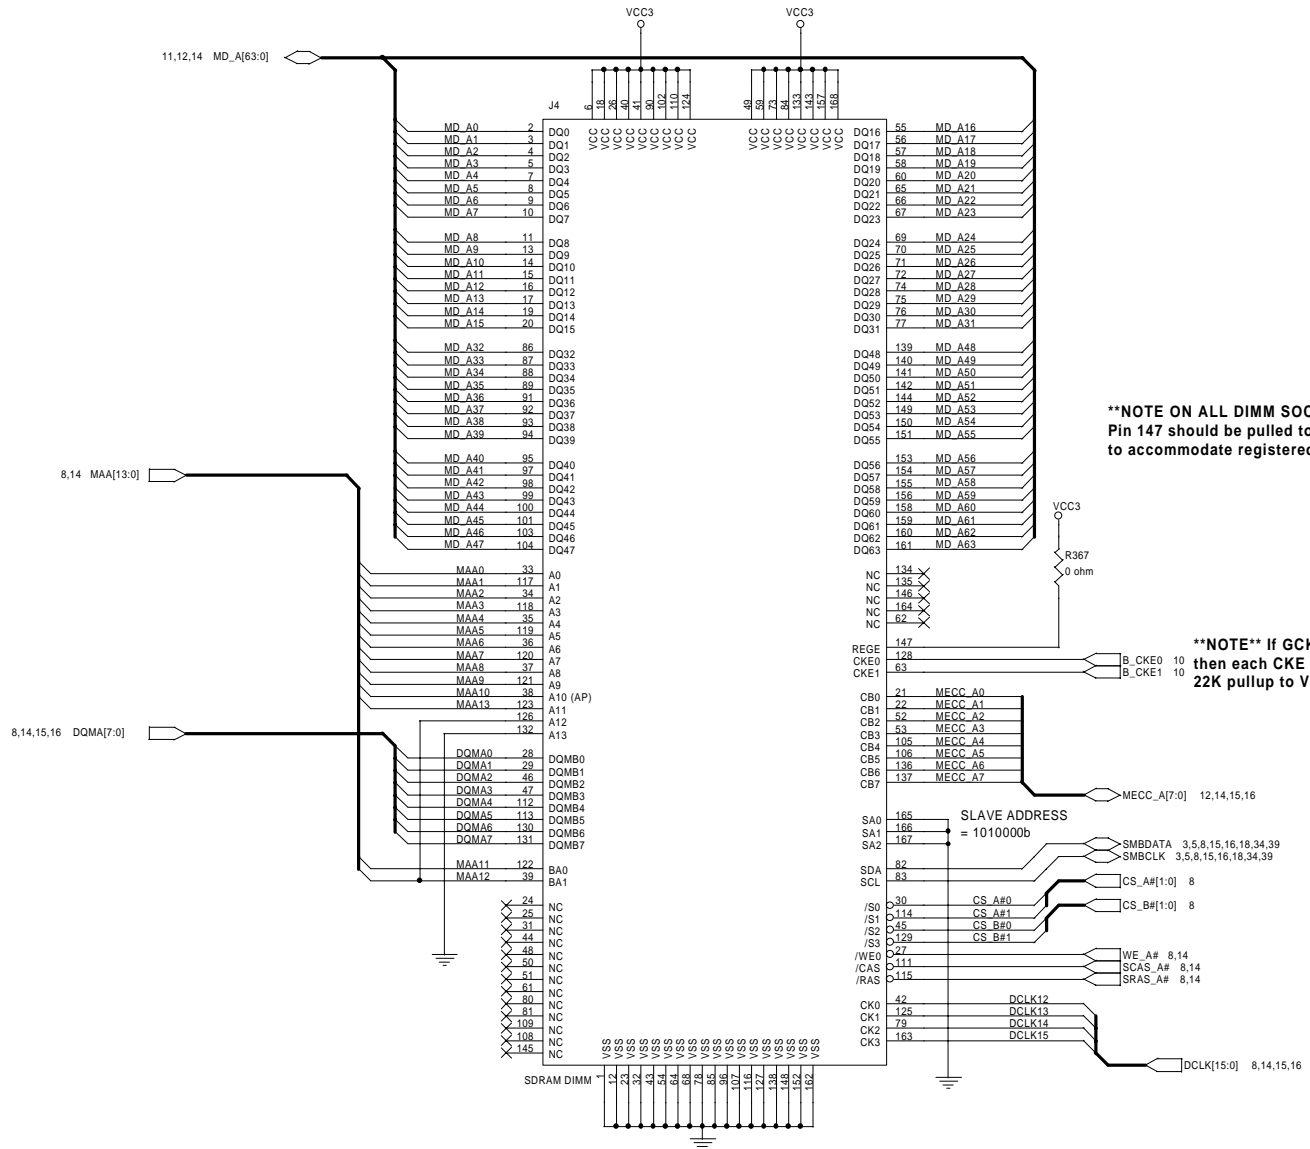 VCC3 VCC3
11,12,14 MD_A[63:0]
J4
6 18 26 40 41 90 102 110 124
49 59 73 84 133 143 157 168
VCC VCC VCC VCC VCC VCC VCC VCC VCC
VCC VCC VCC VCC VCC VCC VCC VCC
MD_A0 2 DQ0 DQ16 55 MD_A16
MD_A1 3 DQ1 DQ17 56 MD_A17
MD_A2 4 DQ2 DQ18 57 MD_A18
MD_A3 5 DQ3 DQ19 58 MD_A19
MD_A4 7 DQ4 DQ20 60 MD_A20
MD_A5 8 DQ5 DQ21 65 MD_A21
MD_A6 9 DQ6 DQ22 66 MD_A22
MD_A7 10 DQ7 DQ23 67 MD_A23
MD_A8 11 DQ8 DQ24 69 MD_A24
MD_A9 13 DQ9 DQ25 70 MD_A25
MD_A10 14 DQ10 DQ26 71 MD_A26
MD_A11 15 DQ11 DQ27 72 MD_A27
MD_A12 16 DQ12 DQ28 74 MD_A28
MD_A13 17 DQ13 DQ29 75 MD_A29
MD_A14 19 DQ14 DQ30 76 MD_A30
MD_A15 20 DQ15 DQ31 77 MD_A31
MD_A32 86 DQ32 DQ48 139 MD_A48
MD_A33 87 DQ33 DQ49 140 MD_A49
MD_A34 88 DQ34 DQ50 141 MD_A50
MD_A35 89 DQ35 DQ51 142 MD_A51
MD_A36 91 DQ36 DQ52 144 MD_A52
MD_A37 92 DQ37 DQ53 149 MD_A53
MD_A38 93 DQ38 DQ54 150 MD_A54
MD_A39 94 DQ39 DQ55 151 MD_A55
**NOTE ON ALL DIMM SOC
Pin 147 should be pulled to
to accommodate registered
MD_A40 95 DQ40 DQ56 153 MD_A56
MD_A41 97 DQ41 DQ57 154 MD_A57
MD_A42 98 DQ42 DQ58 155 MD_A58
MD_A43 99 DQ43 DQ59 156 MD_A59
MD_A44 100 DQ44 DQ60 158 MD_A60
MD_A45 101 DQ45 DQ61 159 MD_A61
MD_A46 103 DQ46 DQ62 160 MD_A62
MD_A47 104 DQ47 DQ63 161 MD_A63
8,14 MAA[13:0]
VCC3
R367
0 ohm
MAA0 33 A0 NC 134
MAA1 117 A1 NC 135
MAA2 34 A2 NC 146
MAA3 118 A3 NC 164
MAA4 35 A4 NC 62
MAA5 119 A5
MAA6 36 A6 REGE 147
MAA7 120 A7 CKE0 128 B_CKE0 10
MAA8 37 A8 CKE1 63 B_CKE1 10
**NOTE** If GCK
then each CKE
22K pullup to V
MAA9 121 A9
MAA10 38 A10 (AP) CB0 21 MECC_A0
MAA13 123 A11 CB1 22 MECC_A1
126 A12 CB2 52 MECC_A2
132 A13 CB3 53 MECC_A3
CB4 105 MECC_A4
CB5 106 MECC_A5
CB6 136 MECC_A6
CB7 137 MECC_A7
MECC_A[7:0] 12,14,15,16
8,14,15,16 DQMA[7:0]
DQMA0 28 DQMB0
DQMA1 29 DQMB1
DQMA2 46 DQMB2
DQMA3 47 DQMB3
DQMA4 112 DQMB4
DQMA5 113 DQMB5
DQMA6 130 DQMB6
DQMA7 131 DQMB7
SA0 165 SLAVE ADDRESS
SA1 166 = 1010000b
SA2 167
MAA11 122 BA0 SDA 82 SMBDATA 3,5,8,15,16,18,34,39
MAA12 39 BA1 SCL 83 SMBCLK 3,5,8,15,16,18,34,39
24 NC /S0 30 CS_A#0 CS_A#[1:0] 8
25 NC /S1 114 CS_A#1
31 NC /S2 45 CS_B#0 CS_B#[1:0] 8
44 NC /S3 129 CS_B#1
48 NC /WE0 27 WE_A# 8,14
50 NC /CAS 111 SCAS_A# 8,14
51 NC /RAS 115 SRAS_A# 8,14
61 NC
80 NC CK0 42 DCLK12
81 NC CK1 125 DCLK13
109 NC CK2 79 DCLK14
108 NC CK3 163 DCLK15
145 NC
DCLK[15:0] 8,14,15,16
VSS VSS VSS VSS VSS VSS VSS VSS VSS VSS VSS VSS VSS VSS VSS VSS VSS VSS
SDRAM DIMM
1 12 23 32 43 54 64 68 78 85 96 107 116 127 138 148 152 162